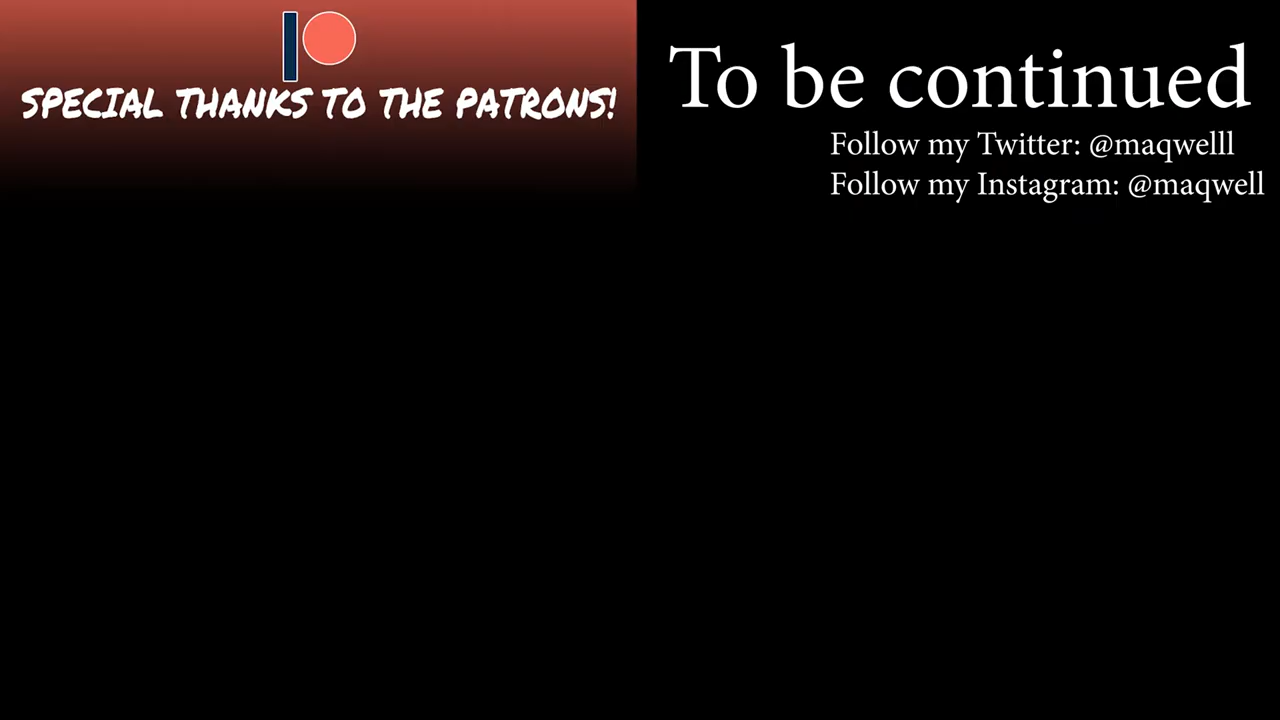 SPECIAL THANKS TO THE PATRONS!
To be continued
Follow my Twitter: @maqwelll
Follow my Instagram: @maqwell